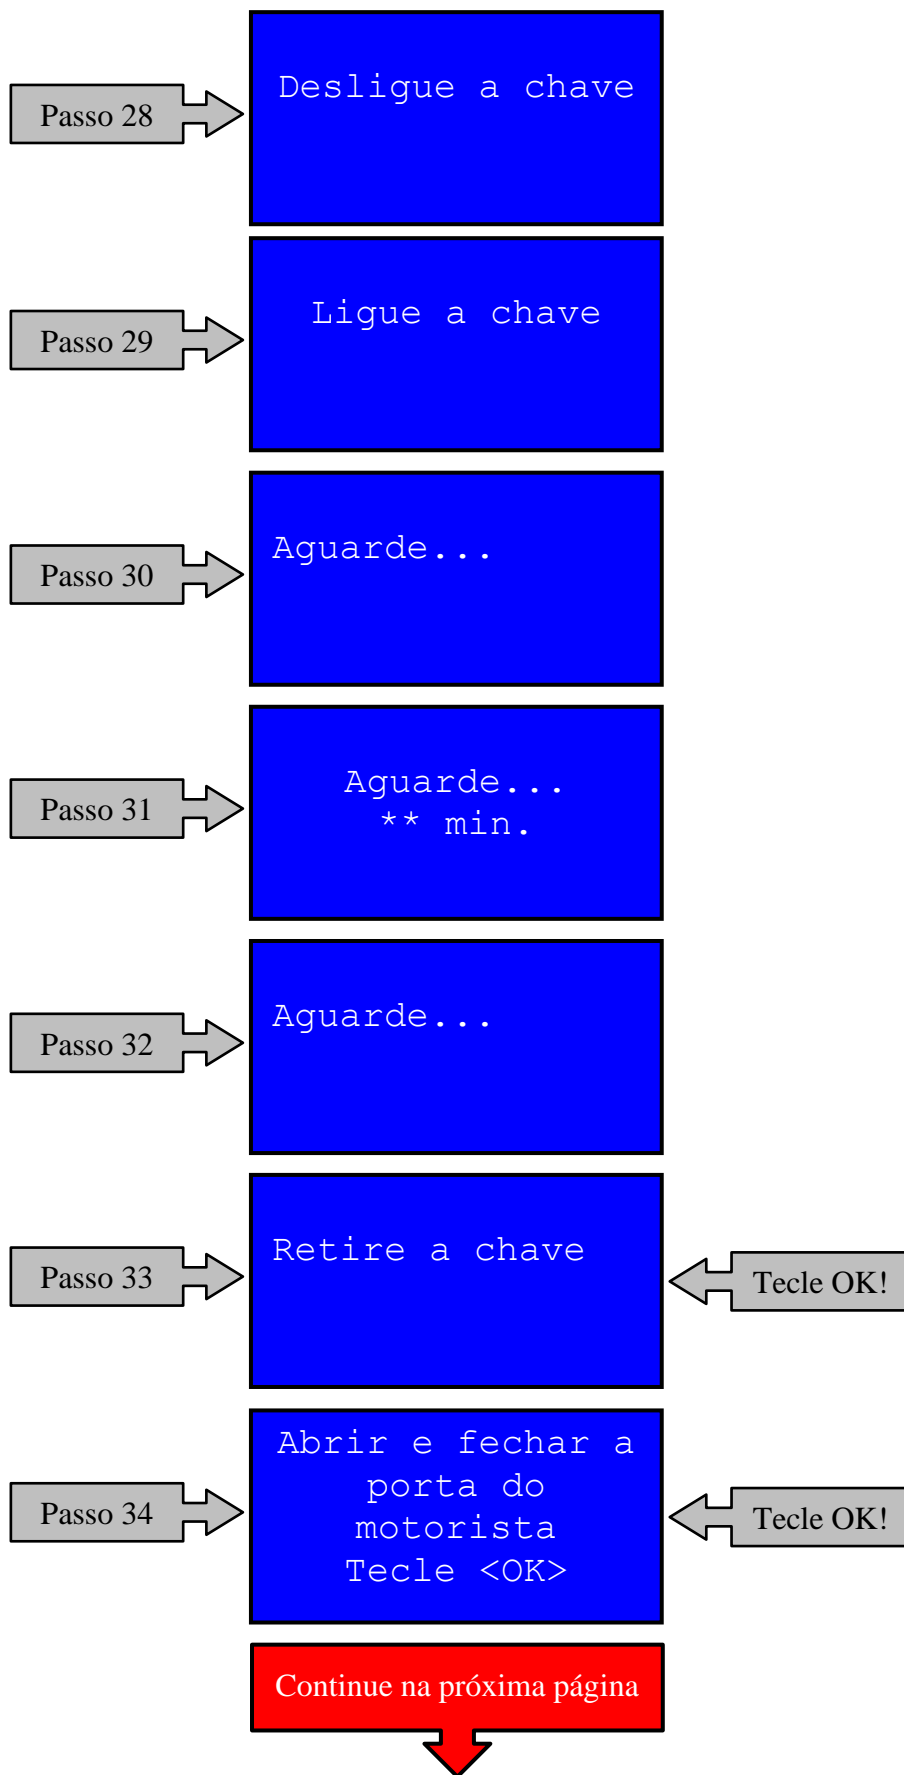 Passo 28
Desligue a chave
Passo 29
Ligue a chave
Passo 30
Aguarde...
Passo 31
Aguarde...
** min.
Passo 32
Aguarde...
Passo 33
Retire a chave
Tecle OK!
Passo 34
Abrir e fechar a
porta do
motorista
Tecle <OK>
Tecle OK!
Continue na próxima página